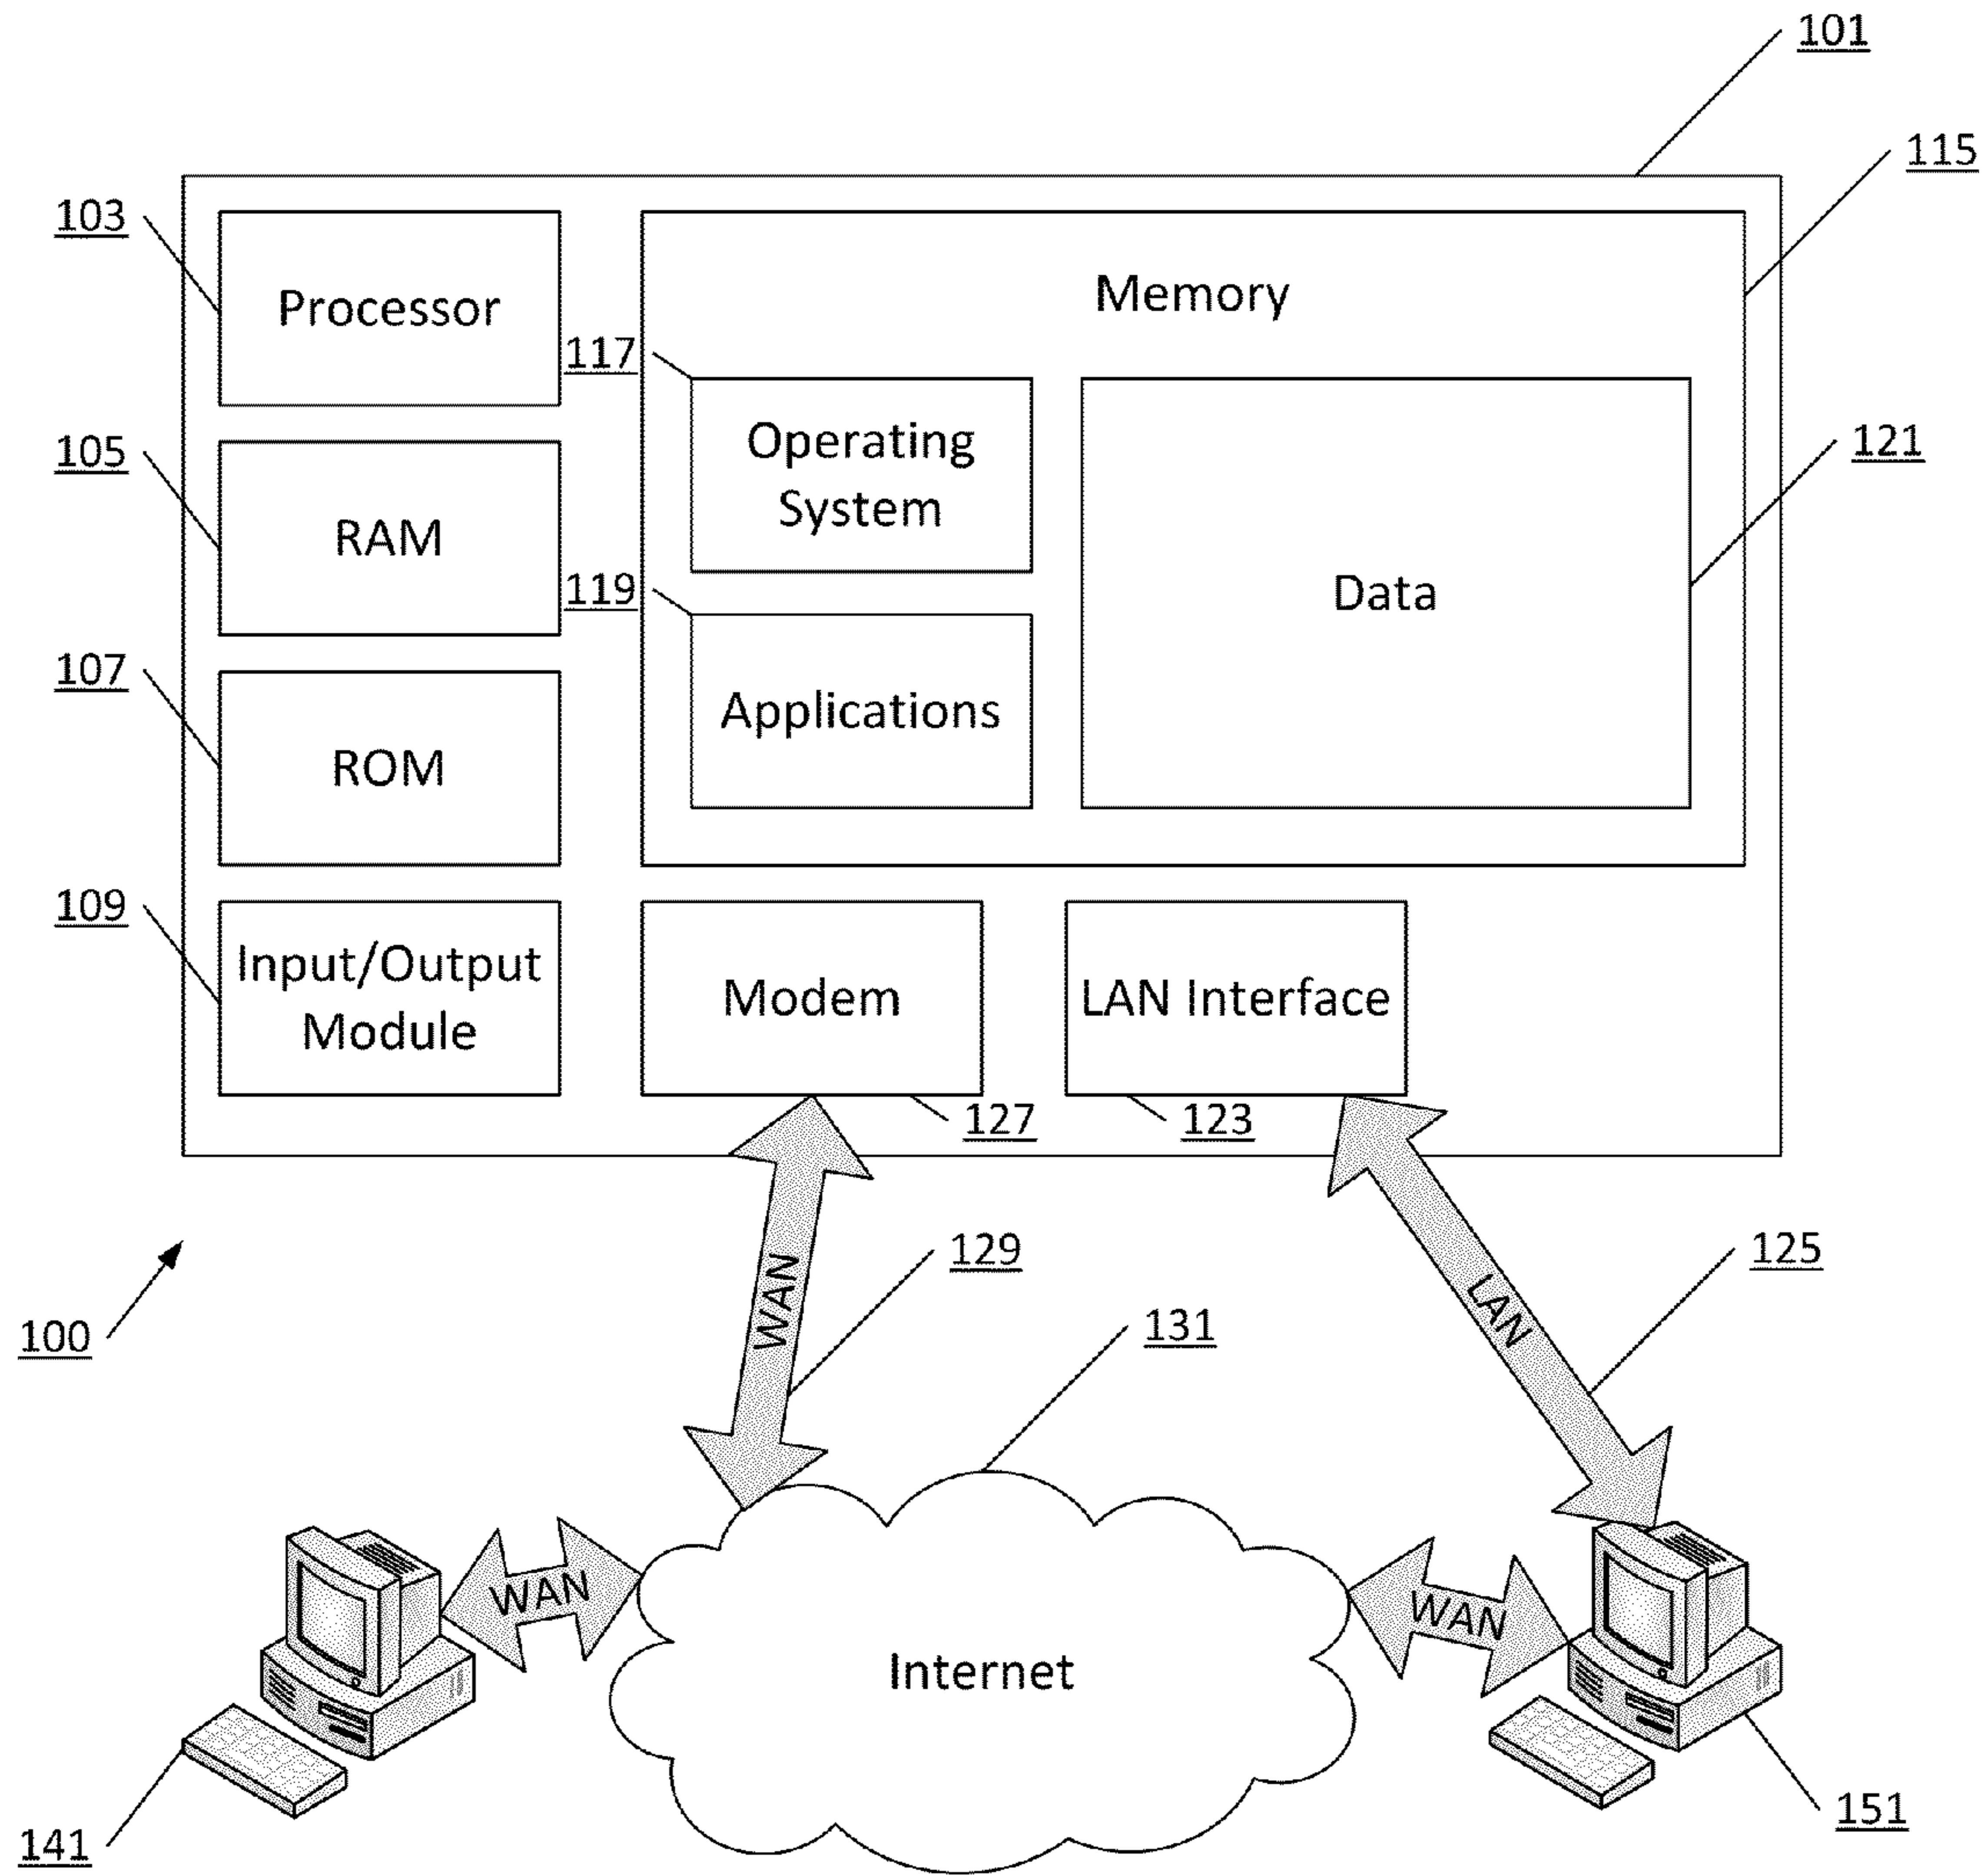 101
115
103
Processor
Memory
117
Operating
System
121
105
RAM
Data
119
Applications
107
ROM
109
Input/Output
Module
Modem
LAN Interface
127
123
129
WAN
125
LAN
100
131
WAN
WAN
Internet
141
151